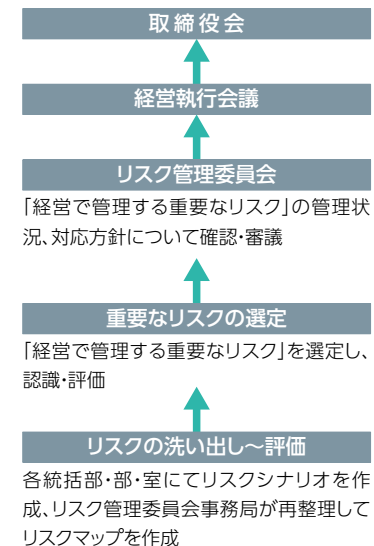 取締役会
経営執行会議
リスク管理委員会
「経営で管理する重要なリスク」の管理状
況、対応方針について確認・審議
重要なリスクの選定
「経営で管理する重要なリスク」を選定し、
認識・評価
リスクの洗い出し～評価
各統括部・部・室にてリスクシナリオを作
成、リスク管理委員会事務局が再整理して
リスクマップを作成